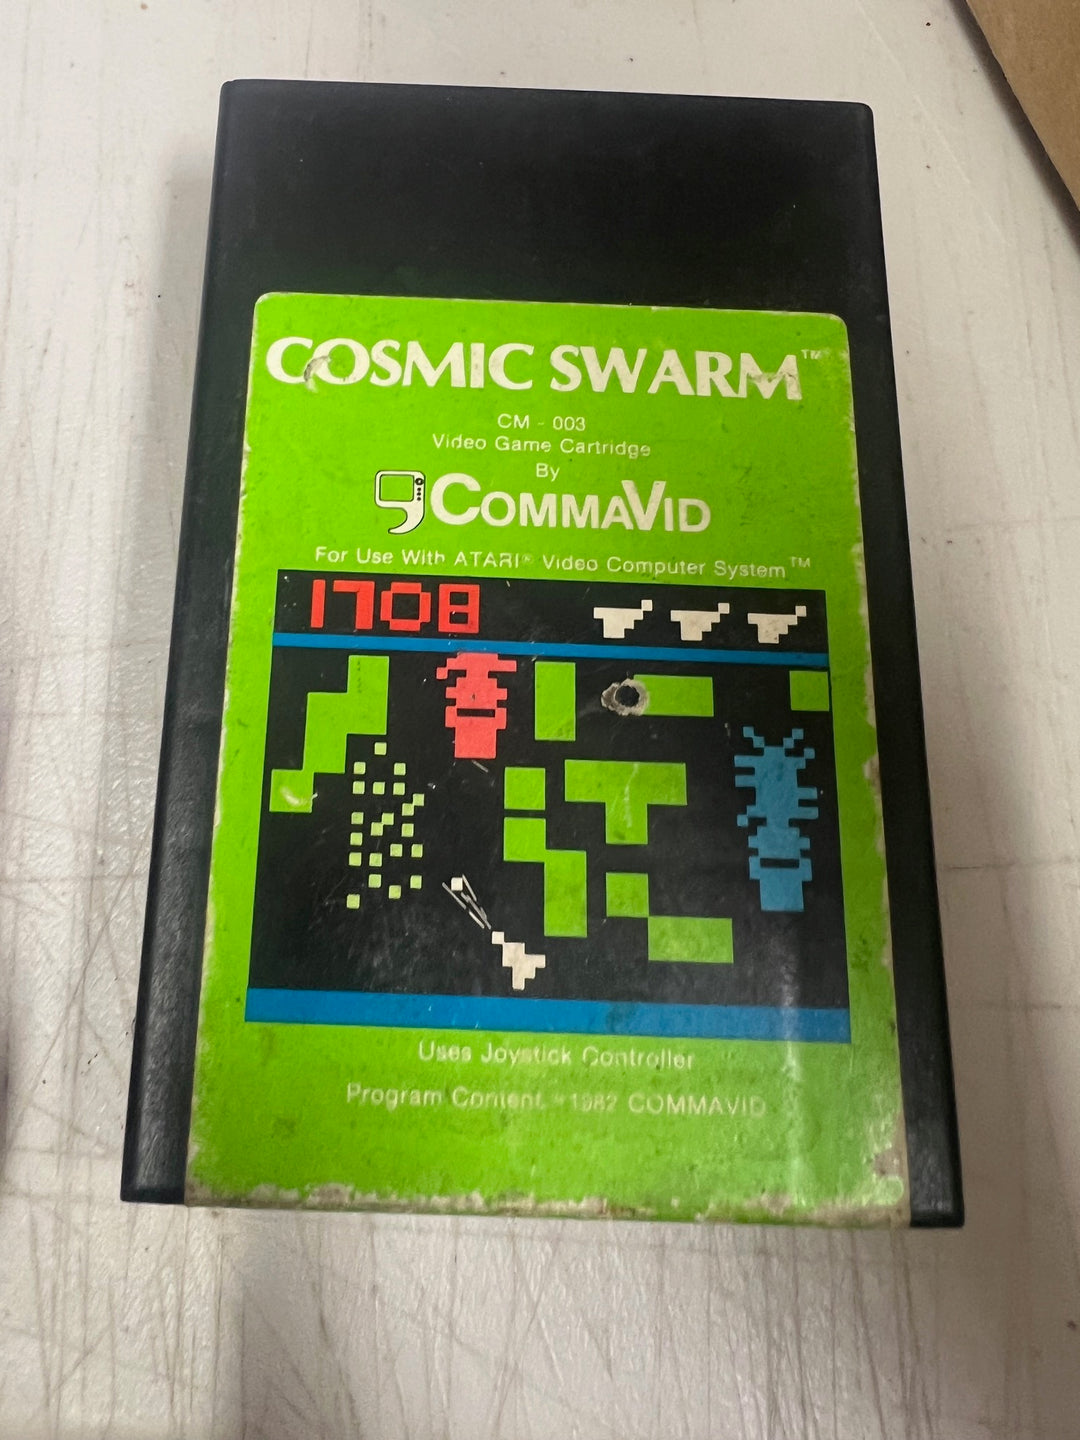 COSMIC SWARM™
CM - 003
Video Game Cartridge
By
COMMAVID
For Use With ATARI® Video Computer System™
1708
Uses Joystick Controller
Program Content © 1982 COMMAVID